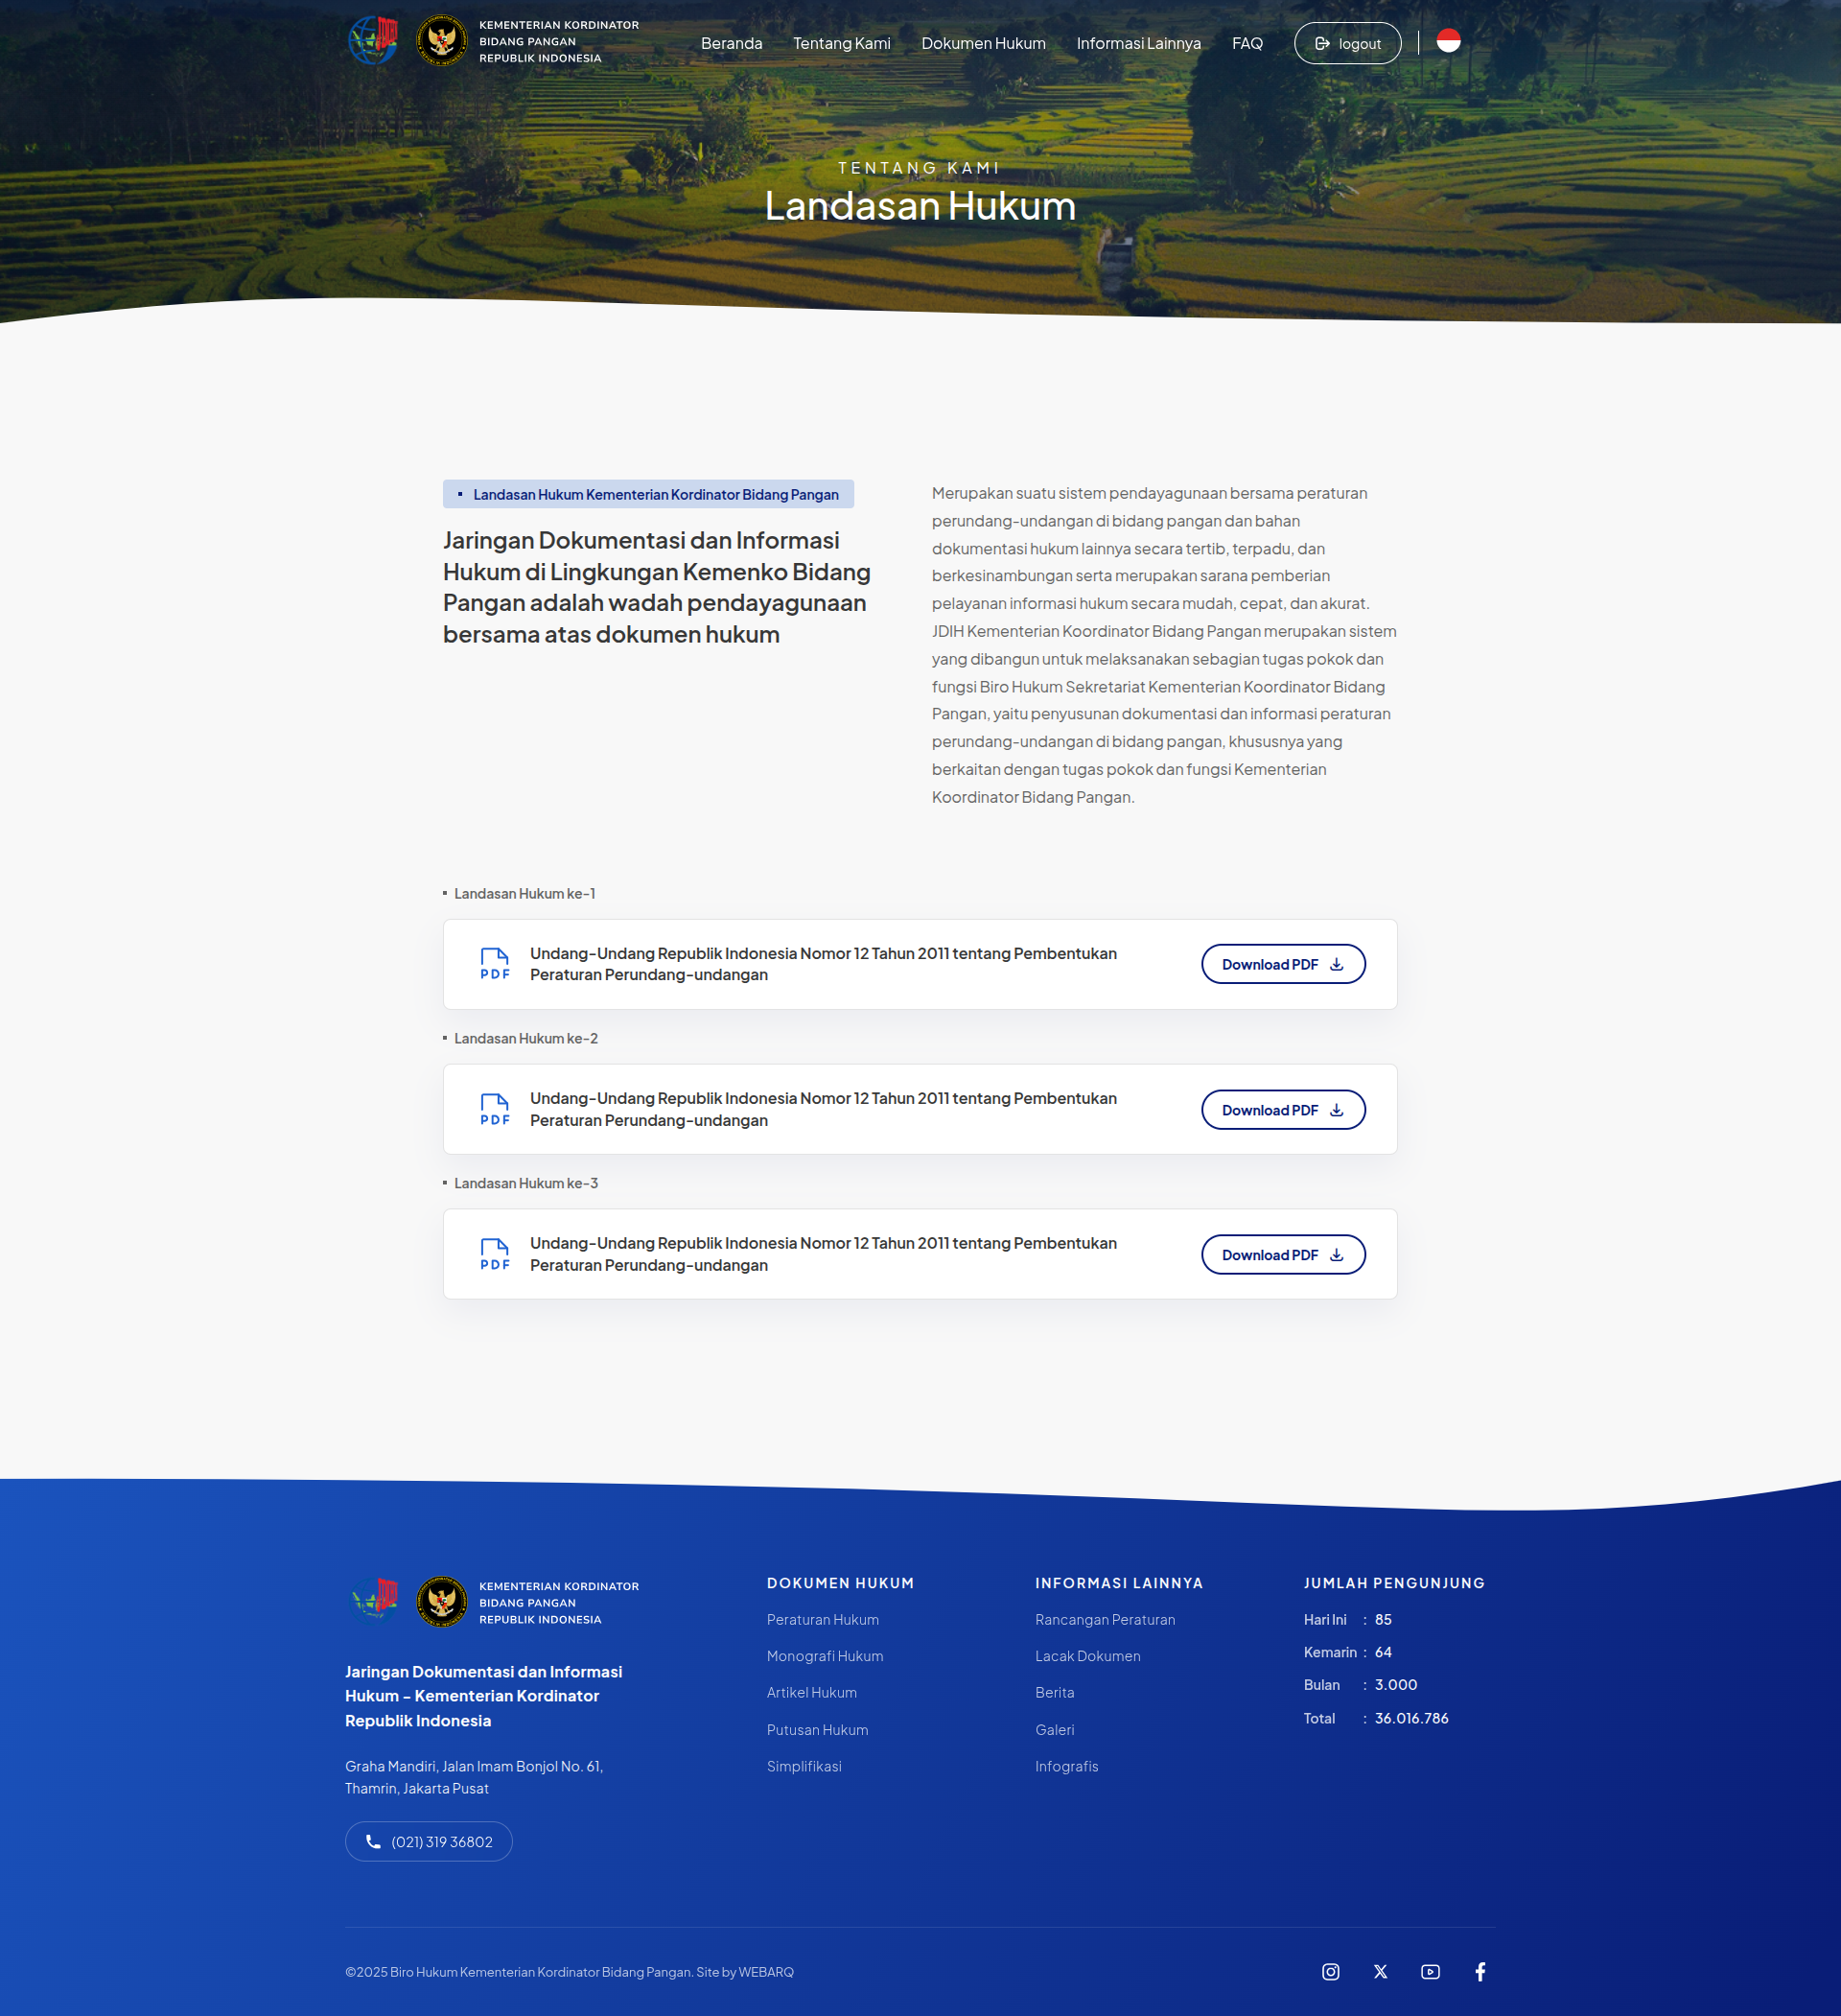 KEMENTERIAN KORDINATOR
BIDANG PANGAN
REPUBLIK INDONESIA
Beranda
Tentang Kami
Dokumen Hukum
Informasi Lainnya
FAQ
logout
TENTANG KAMI
Landasan Hukum
Landasan Hukum Kementerian Kordinator Bidang Pangan
Jaringan Dokumentasi dan Informasi
Hukum di Lingkungan Kemenko Bidang
Pangan adalah wadah pendayagunaan
bersama atas dokumen hukum
Merupakan suatu sistem pendayagunaan bersama peraturan
perundang-undangan di bidang pangan dan bahan
dokumentasi hukum lainnya secara tertib, terpadu, dan
berkesinambungan serta merupakan sarana pemberian
pelayanan informasi hukum secara mudah, cepat, dan akurat.
JDIH Kementerian Koordinator Bidang Pangan merupakan sistem
yang dibangun untuk melaksanakan sebagian tugas pokok dan
fungsi Biro Hukum Sekretariat Kementerian Koordinator Bidang
Pangan, yaitu penyusunan dokumentasi dan informasi peraturan
perundang-undangan di bidang pangan, khususnya yang
berkaitan dengan tugas pokok dan fungsi Kementerian
Koordinator Bidang Pangan.
Landasan Hukum ke-1
PDF
Undang-Undang Republik Indonesia Nomor 12 Tahun 2011 tentang Pembentukan
Peraturan Perundang-undangan
Download PDF
Landasan Hukum ke-2
PDF
Undang-Undang Republik Indonesia Nomor 12 Tahun 2011 tentang Pembentukan
Peraturan Perundang-undangan
Download PDF
Landasan Hukum ke-3
PDF
Undang-Undang Republik Indonesia Nomor 12 Tahun 2011 tentang Pembentukan
Peraturan Perundang-undangan
Download PDF
KEMENTERIAN KORDINATOR
BIDANG PANGAN
REPUBLIK INDONESIA
Jaringan Dokumentasi dan Informasi
Hukum - Kementerian Kordinator
Republik Indonesia
Graha Mandiri, Jalan Imam Bonjol No. 61,
Thamrin, Jakarta Pusat
(021) 319 36802
DOKUMEN HUKUM
Peraturan Hukum
Monografi Hukum
Artikel Hukum
Putusan Hukum
Simplifikasi
INFORMASI LAINNYA
Rancangan Peraturan
Lacak Dokumen
Berita
Galeri
Infografis
JUMLAH PENGUNJUNG
Hari Ini : 85
Kemarin : 64
Bulan : 3.000
Total : 36.016.786
©2025 Biro Hukum Kementerian Kordinator Bidang Pangan. Site by WEBARQ